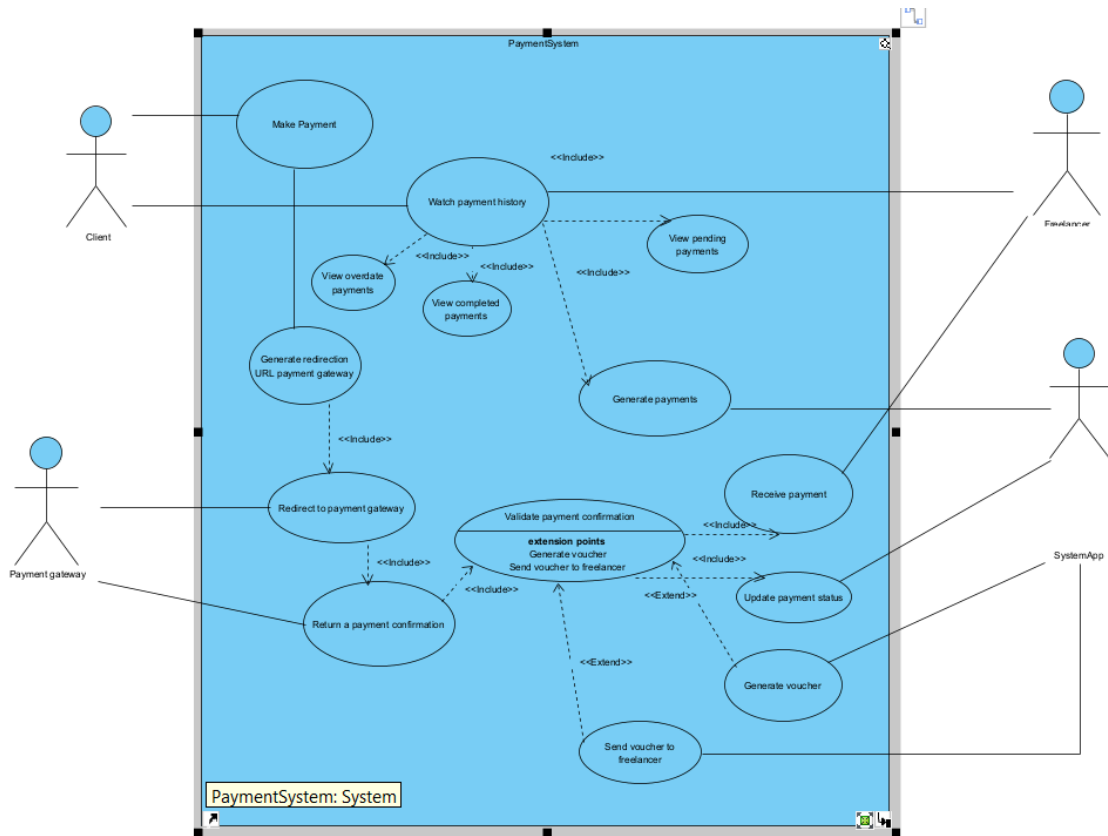 PaymentSystem
Make Payment
<<Include>>
Watch payment history
Client
Freelancer
View pending
payments
<<Include>>
<<Include>>
<<Include>>
View overdate
payments
View completed
payments
Generate redirection
URL payment gateway
Generate payments
<<Include>>
Receive payment
Redirect to payment gateway
Validate payment confirmation
extension points
Generate voucher
Send voucher to freelancer
<<Include>>
<<Include>>
SystemApp
<<Include>>
Payment gateway
<<Include>>
Update payment status
<<Extend>>
Return a payment confirmation
<<Extend>>
Generate voucher
Send voucher to
freelancer
PaymentSystem: System